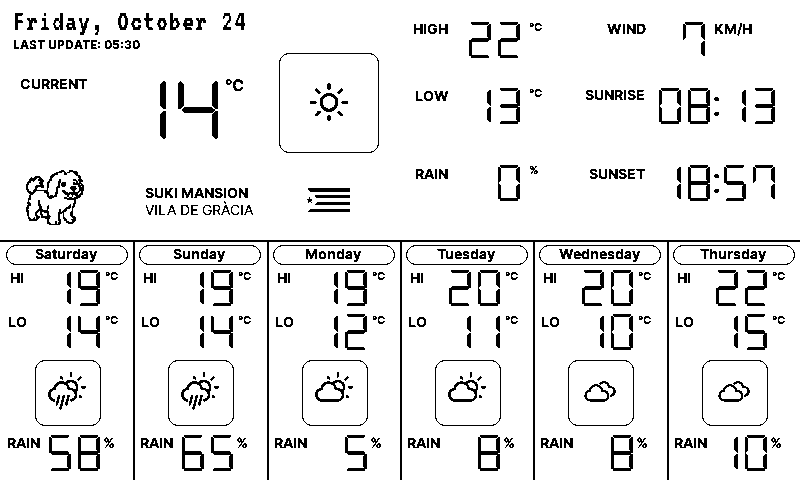 Friday, October 24
LAST UPDATE: 05:30
CURRENT 14 °C
SUKI MANSION
VILA DE GRÀCIA
HIGH 22 °C
LOW 13 °C
RAIN 0 %
WIND 7 KM/H
SUNRISE 08:13
SUNSET 18:57
Saturday
HI 19 °C
LO 14 °C
RAIN 58 %
Sunday
HI 19 °C
LO 14 °C
RAIN 65 %
Monday
HI 19 °C
LO 12 °C
RAIN 5 %
Tuesday
HI 20 °C
LO 11 °C
RAIN 8 %
Wednesday
HI 20 °C
LO 10 °C
RAIN 8 %
Thursday
HI 22 °C
LO 15 °C
RAIN 10 %